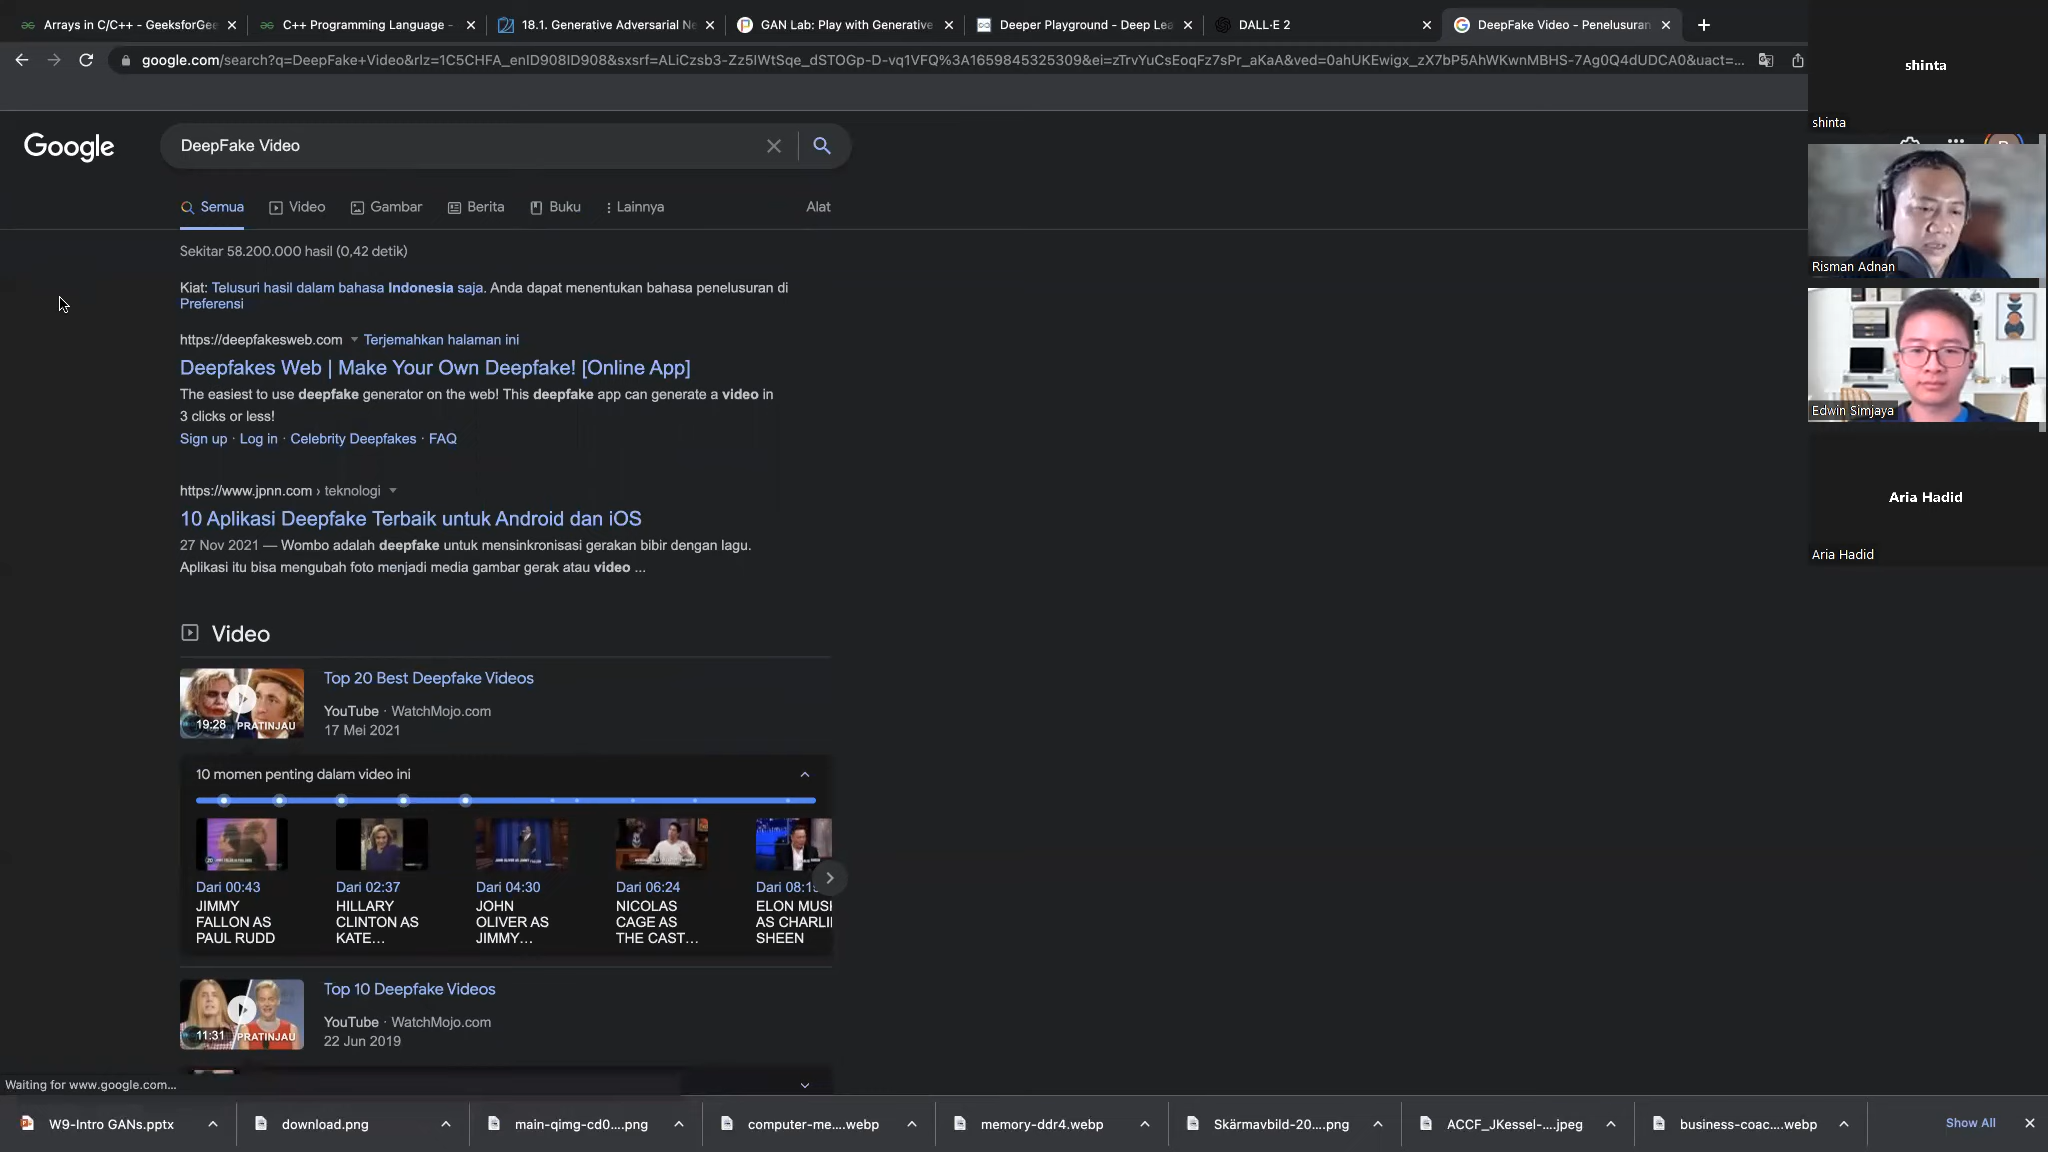 Arrays in C/C++ - GeeksforGee
C++ Programming Language -
18.1. Generative Adversarial Ne
GAN Lab: Play with Generative
Deeper Playground - Deep Lea
DALL·E 2
DeepFake Video - Penelusuran
google.com/search?q=DeepFake+Video&rlz=1C5CHFA_enID908ID908&sxsrf=ALiCzsb3-Zz5IWtSqe_dSTOGp-D-vq1VFQ%3A1659845325309&ei=zTrvYuCsEoqFz7sPr_aKaA&ved=0ahUKEwigx_zX7bP5AhWKwnMBHS-7Ag0Q4dUDCA0&uact=...
shinta
shinta
Google
DeepFake Video
Semua
Video
Gambar
Berita
Buku
Lainnya
Alat
Sekitar 58.200.000 hasil (0,42 detik)
Kiat: Telusuri hasil dalam bahasa Indonesia saja. Anda dapat menentukan bahasa penelusuran di
Preferensi
Risman Adnan
https://deepfakesweb.com Terjemahkan halaman ini
Deepfakes Web | Make Your Own Deepfake! [Online App]
The easiest to use deepfake generator on the web! This deepfake app can generate a video in
3 clicks or less!
Sign up · Log in · Celebrity Deepfakes · FAQ
Edwin Simjaya
https://www.jpnn.com › teknologi
10 Aplikasi Deepfake Terbaik untuk Android dan iOS
27 Nov 2021 — Wombo adalah deepfake untuk mensinkronisasi gerakan bibir dengan lagu.
Aplikasi itu bisa mengubah foto menjadi media gambar gerak atau video ...
Aria Hadid
Aria Hadid
Video
Top 20 Best Deepfake Videos
YouTube · WatchMojo.com
17 Mei 2021
19:28 PRATINJAU
10 momen penting dalam video ini
Dari 00:43
JIMMY
FALLON AS
PAUL RUDD
Dari 02:37
HILLARY
CLINTON AS
KATE...
Dari 04:30
JOHN
OLIVER AS
JIMMY...
Dari 06:24
NICOLAS
CAGE AS
THE CAST...
Dari 08:1
ELON MUSK
AS CHARLI
SHEEN
Top 10 Deepfake Videos
YouTube · WatchMojo.com
22 Jun 2019
11:31 PRATINJAU
Waiting for www.google.com...
W9-Intro GANs.pptx
download.png
main-qimg-cd0....png
computer-me....webp
memory-ddr4.webp
Skärmavbild-20....png
ACCF_JKessel-....jpeg
business-coac....webp
Show All